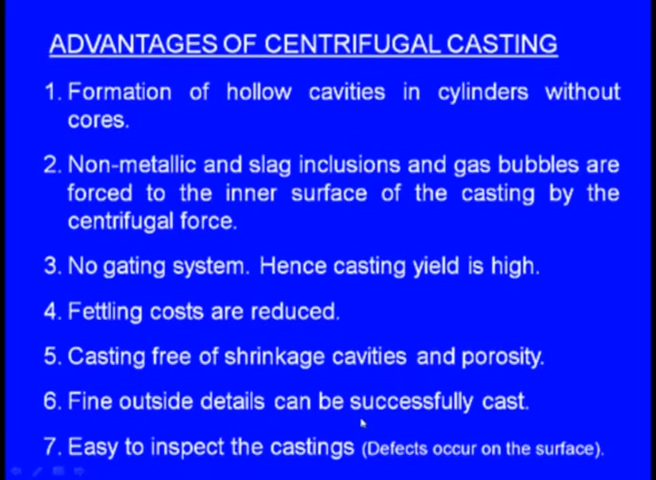 ADVANTAGES OF CENTRIFUGAL CASTING
1. Formation of hollow cavities in cylinders without
cores.
2. Non-metallic and slag inclusions and gas bubbles are
forced to the inner surface of the casting by the
centrifugal force.
3. No gating system. Hence casting yield is high.
4. Fettling costs are reduced.
5. Casting free of shrinkage cavities and porosity.
6. Fine outside details can be successfully cast.
7. Easy to inspect the castings (Defects occur on the surface).